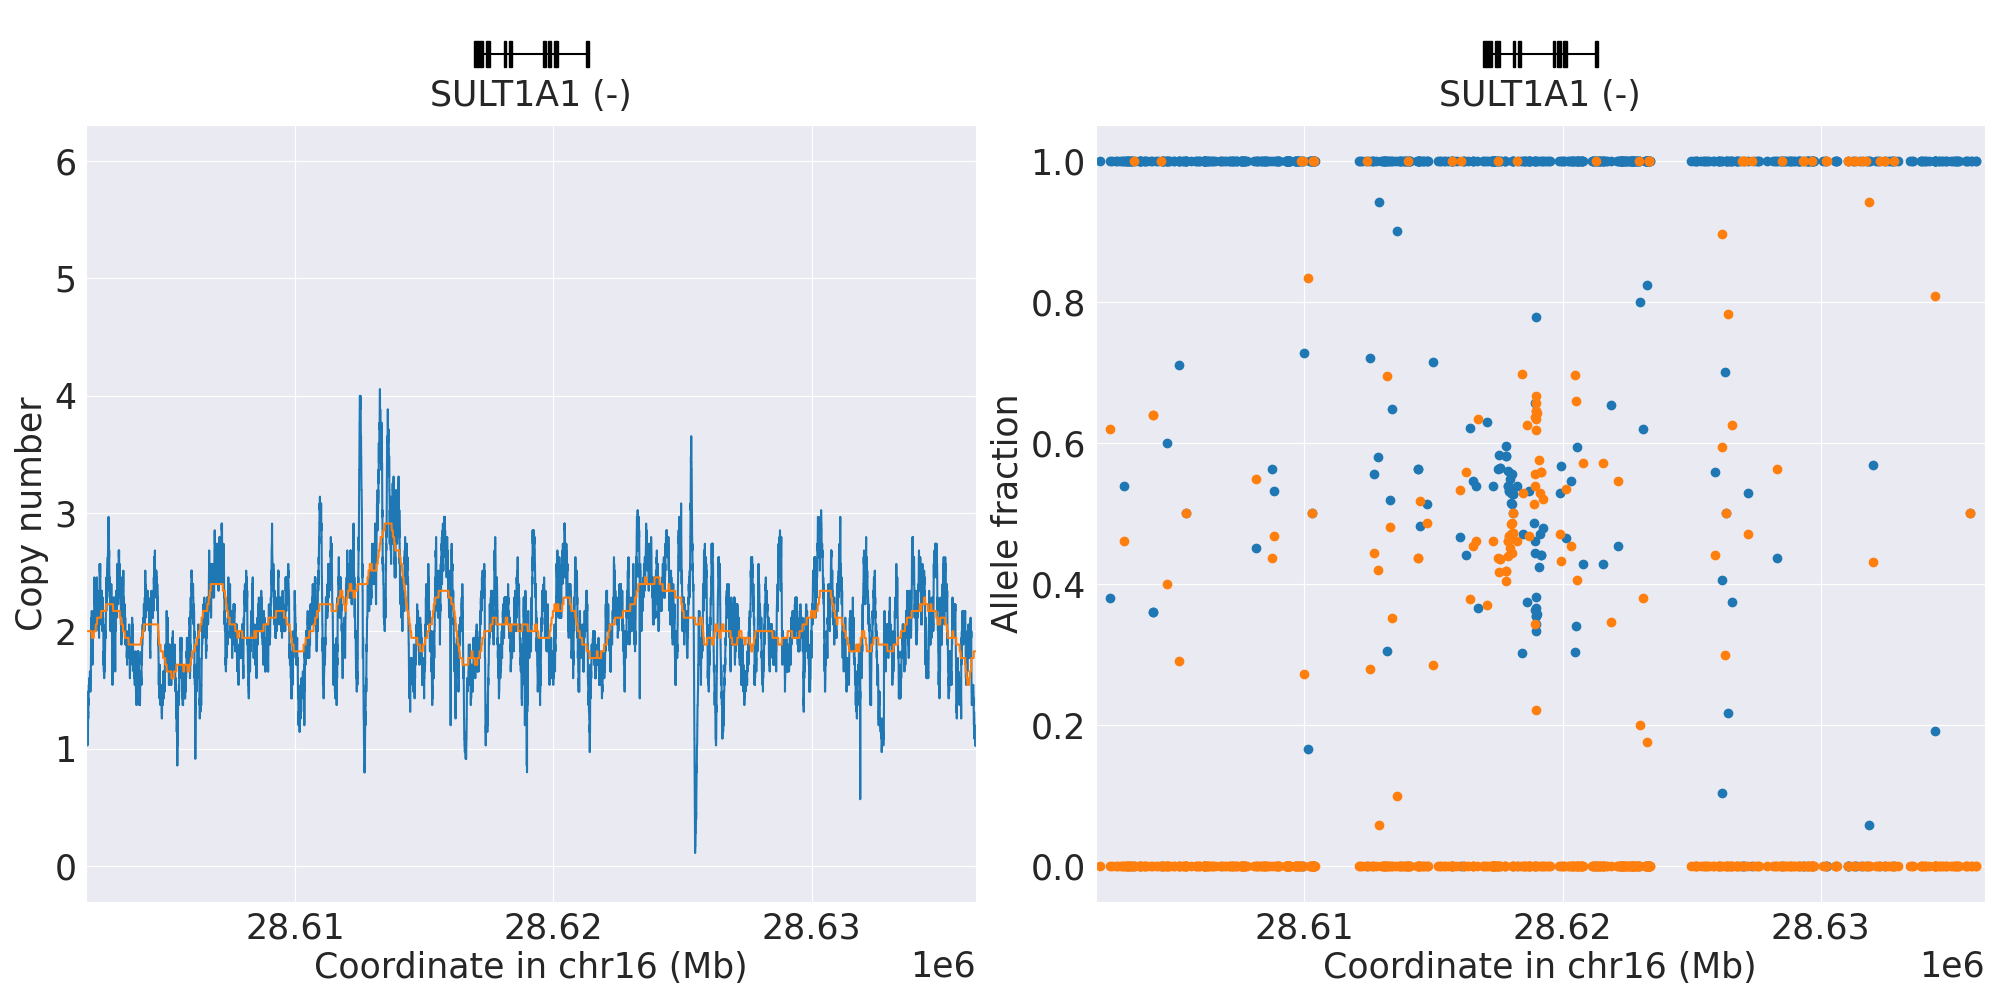 SULT1A1 (-)
6
5
4
3
2
1
0
Copy number
28.61
28.62
28.63
Coordinate in chr16 (Mb)
1e6
SULT1A1 (-)
1.0
0.8
0.6
0.4
0.2
0.0
Allele fraction
28.61
28.62
28.63
Coordinate in chr16 (Mb)
1e6